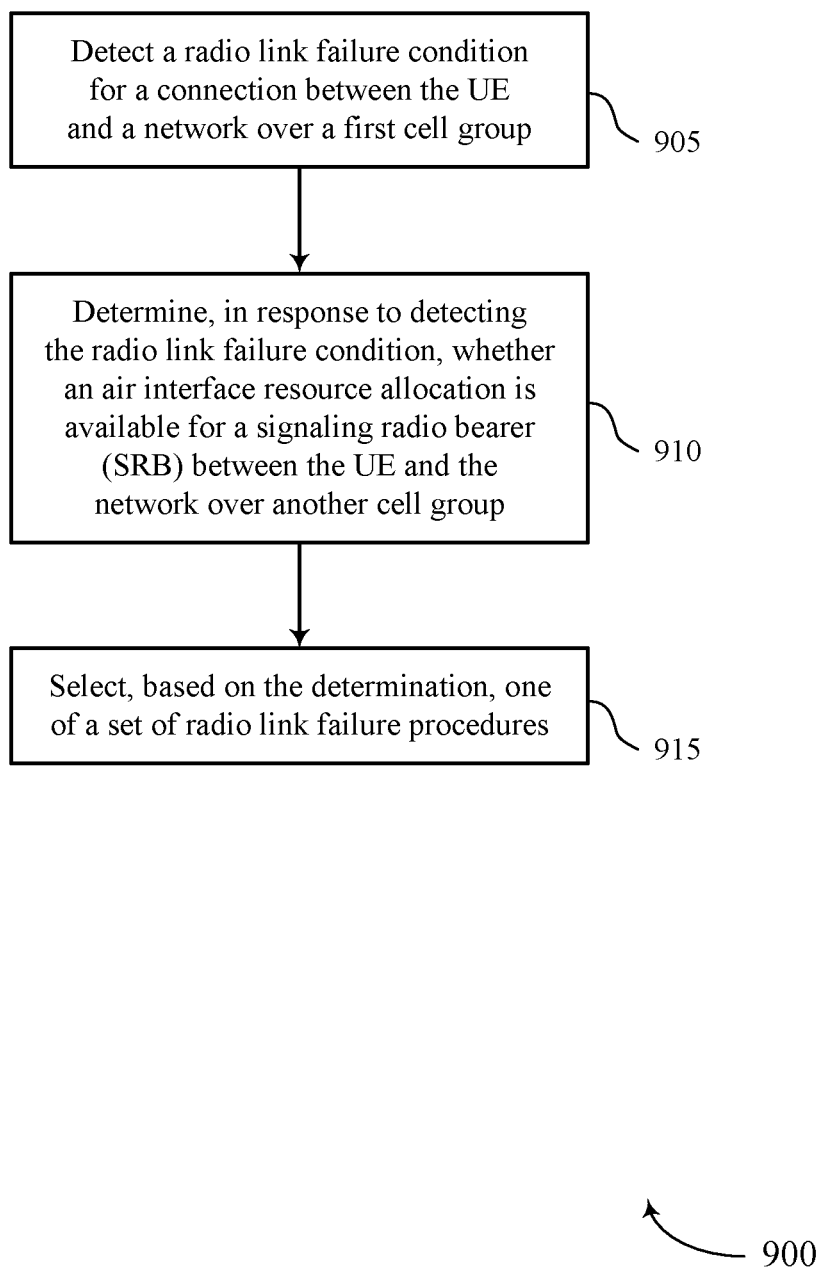 Detect a radio link failure condition
for a connection between the UE
and a network over a first cell group
905
Determine, in response to detecting
the radio link failure condition, whether
an air interface resource allocation is
available for a signaling radio bearer
(SRB) between the UE and the
network over another cell group
910
Select, based on the determination, one
of a set of radio link failure procedures
915
900